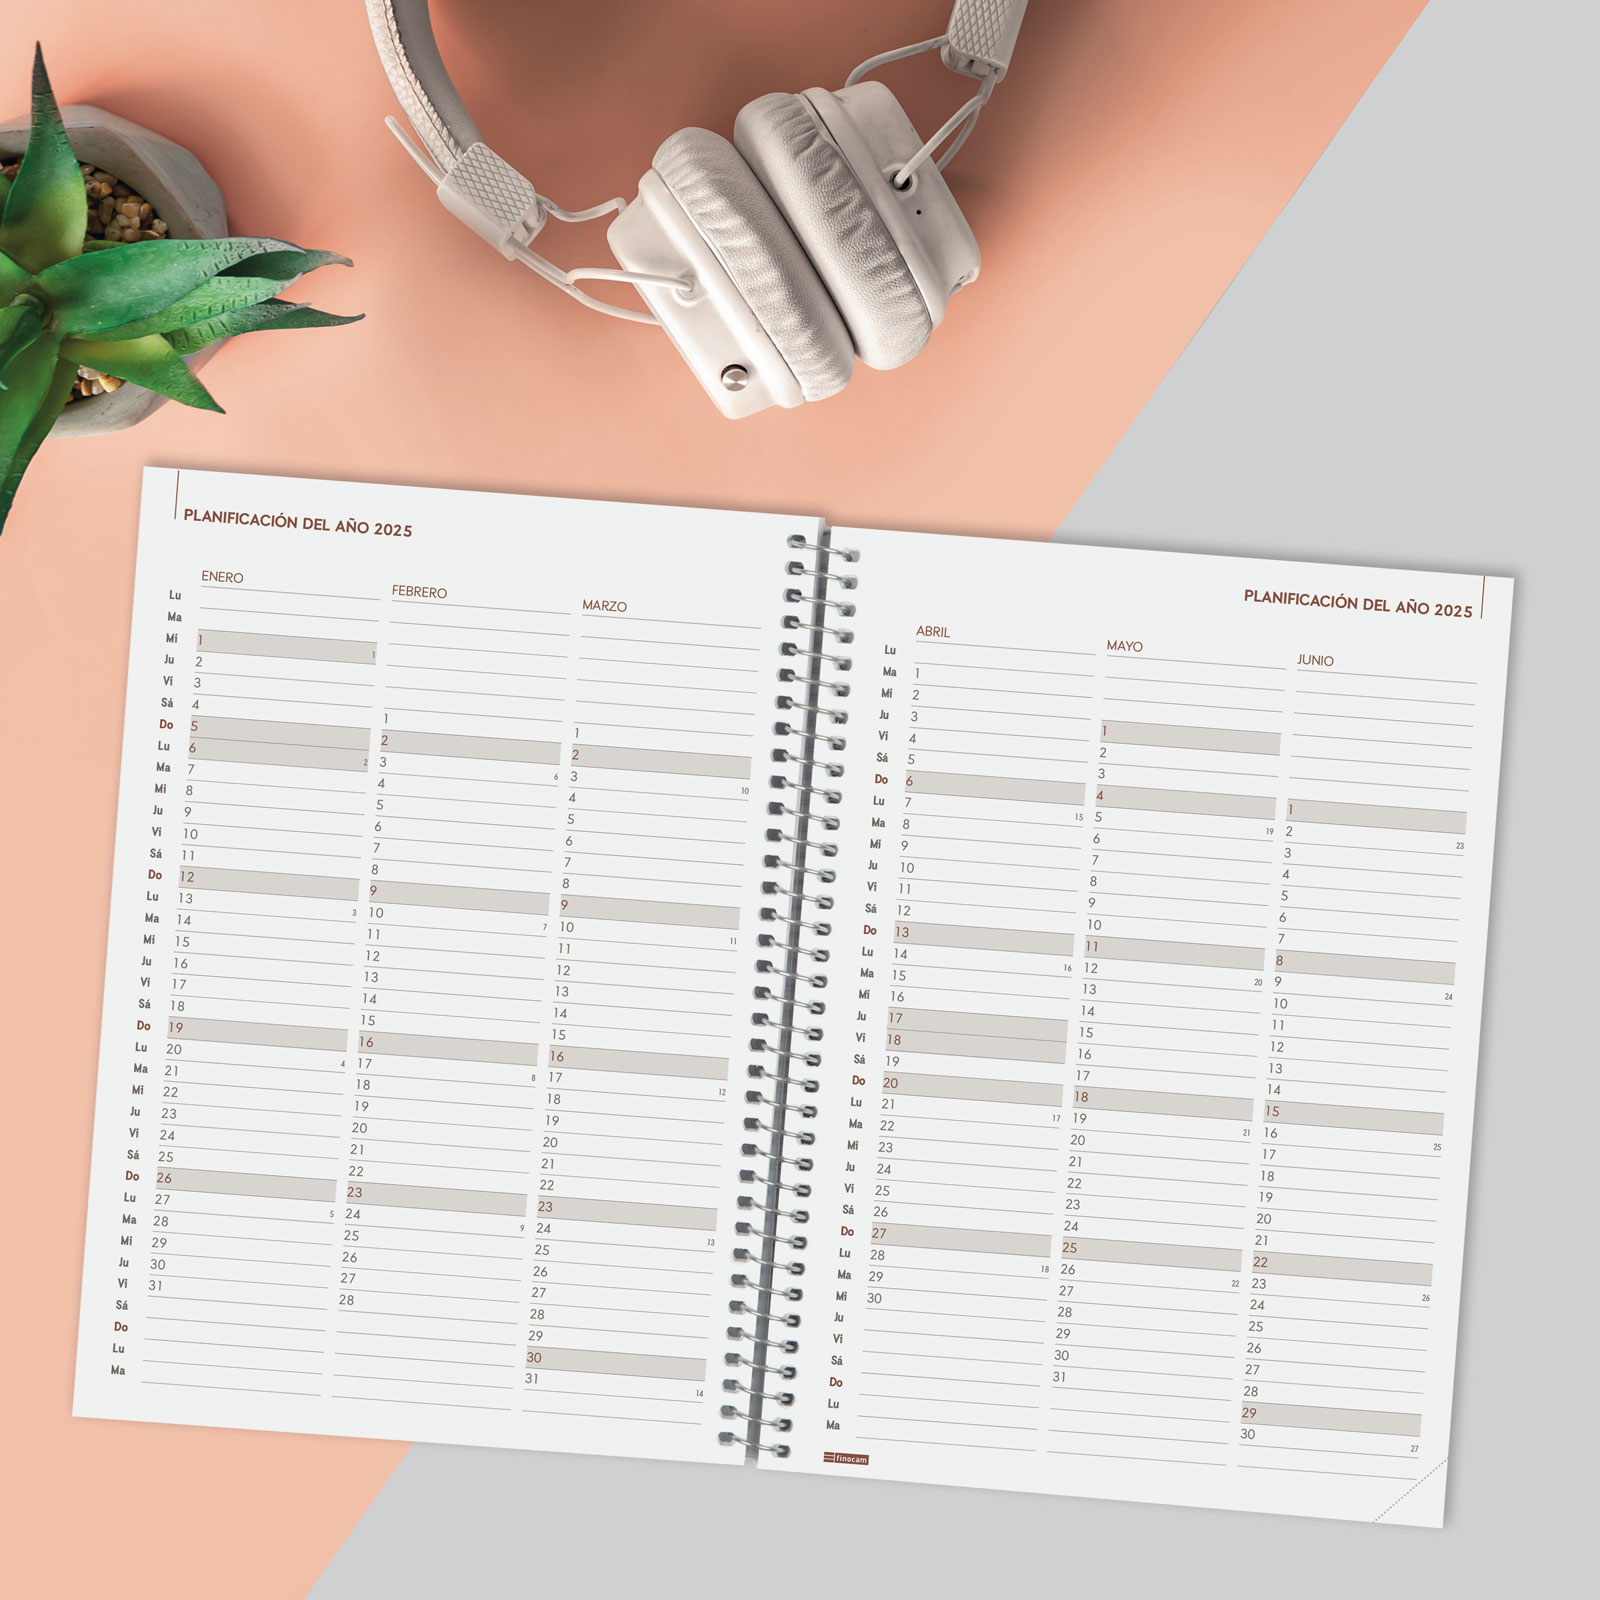 PLANIFICACIÓN DEL AÑO 2025
ENERO FEBRERO MARZO
Lu
Ma
Mi 1 1
Ju 2
Vi 3
Sá 4 1 1
Do 5 2 2
Lu 6 2 3 6 3 10
Ma 7 4 4
Mi 8 5 5
Ju 9 6 6
Vi 10 7 7
Sá 11 8 8
Do 12 9 9
Lu 13 3 10 7 10 11
Ma 14 11 11
Mi 15 12 12
Ju 16 13 13
Vi 17 14 14
Sá 18 15 15
Do 19 16 16
Lu 20 4 17 8 17 12
Ma 21 18 18
Mi 22 19 19
Ju 23 20 20
Vi 24 21 21
Sá 25 22 22
Do 26 23 23
Lu 27 5 24 9 24 13
Ma 28 25 25
Mi 29 26 26
Ju 30 27 27
Vi 31 28 28
Sá 29
Do 30
Lu 31 14
Ma
PLANIFICACIÓN DEL AÑO 2025
ABRIL MAYO JUNIO
Lu
Ma 1
Mi 2
Ju 3 1
Vi 4 2
Sá 5 3
Do 6 4 1
Lu 7 15 5 19 2 23
Ma 8 6 3
Mi 9 7 4
Ju 10 8 5
Vi 11 9 6
Sá 12 10 7
Do 13 11 8
Lu 14 16 12 20 9 24
Ma 15 13 10
Mi 16 14 11
Ju 17 15 12
Vi 18 16 13
Sá 19 17 14
Do 20 18 15
Lu 21 17 19 21 16 25
Ma 22 20 17
Mi 23 21 18
Ju 24 22 19
Vi 25 23 20
Sá 26 24 21
Do 27 25 22
Lu 28 18 26 22 23 26
Ma 29 27 24
Mi 30 28 25
Ju 29 26
Vi 30 27
Sá 31 28
Do 29
Lu 30 27
Ma
finocam